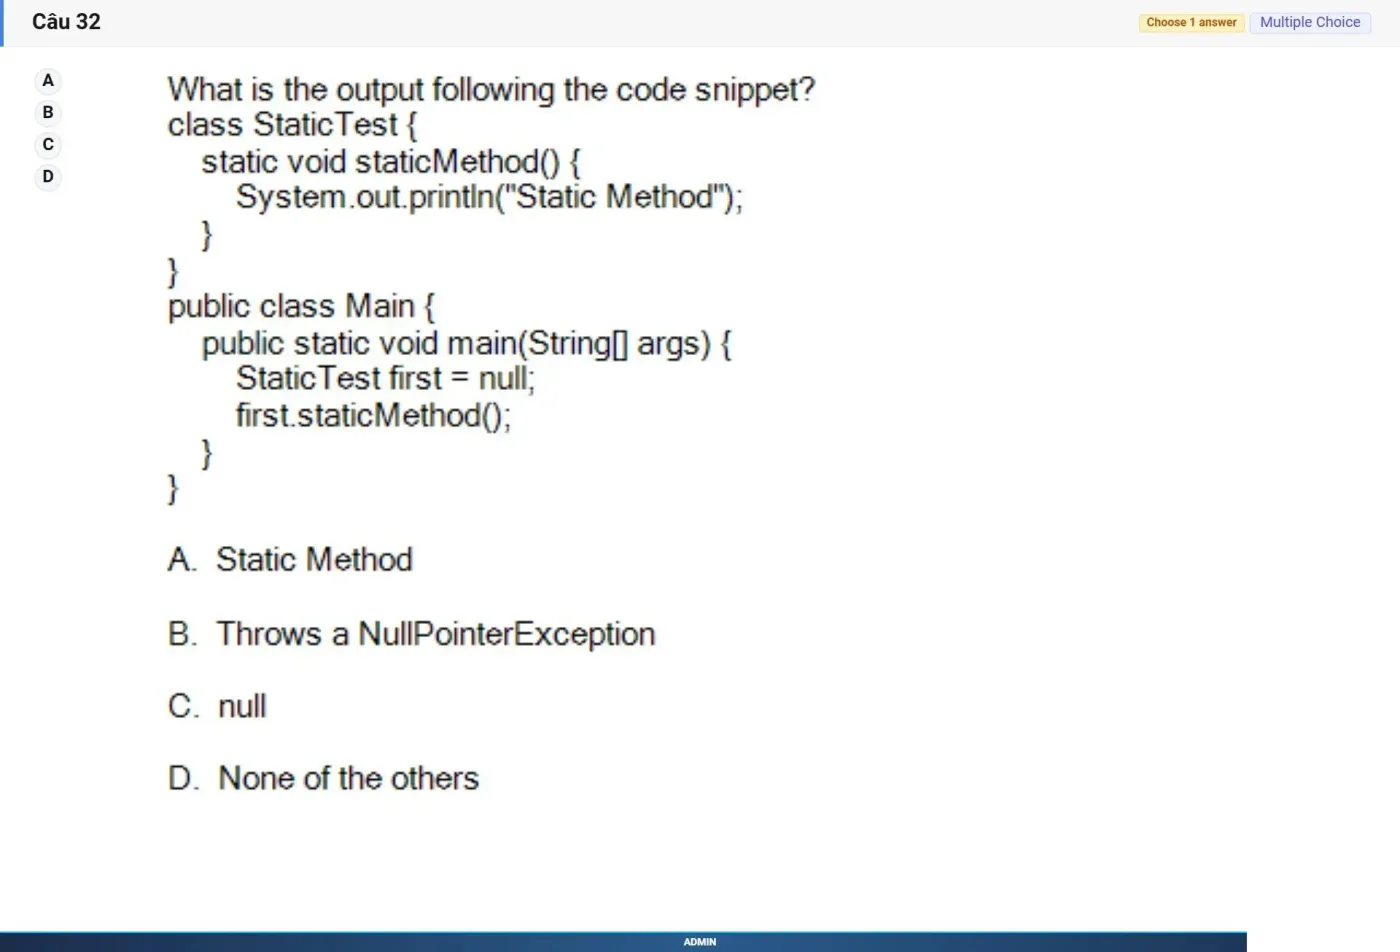 Câu 32
Choose 1 answer
Multiple Choice
A
B
C
D
What is the output following the code snippet?
class StaticTest {
static void staticMethod() {
System.out.println("Static Method");
}
}
public class Main {
public static void main(String[] args) {
StaticTest first = null;
first.staticMethod();
}
}
A. Static Method
B. Throws a NullPointerException
C. null
D. None of the others
ADMIN